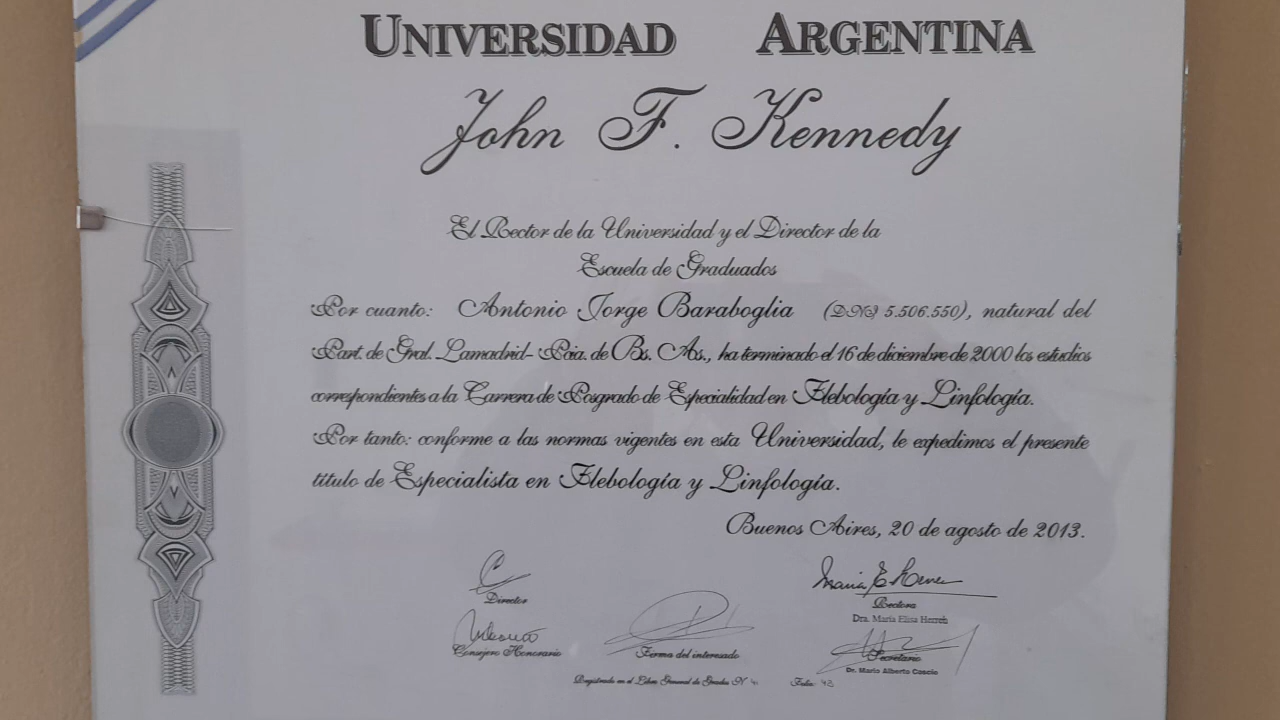 UNIVERSIDAD ARGENTINA
John F. Kennedy
El Rector de la Universidad y el Director de la
Escuela de Graduados
Por cuanto: Antonio Jorge Baraboglia (DNI 5.506.550), natural del
Part. de Gral. Lamadrid- Pcia. de Bs. As., ha terminado el 16 de diciembre de 2000 los estudios
correspondientes a la Carrera de Posgrado de Especialidad en Flebología y Linfología.
Por tanto: conforme a las normas vigentes en esta Universidad, le expedimos el presente
título de Especialista en Flebología y Linfología.
Buenos Aires, 20 de agosto de 2013.
Director
Rectora
Dra. María Elisa Herren
Consejero Honorario
Firma del interesado
Secretario
Dr. Mario Alberto Coscio
Registrado en el Libro General de Grados Nº
Folio: 43